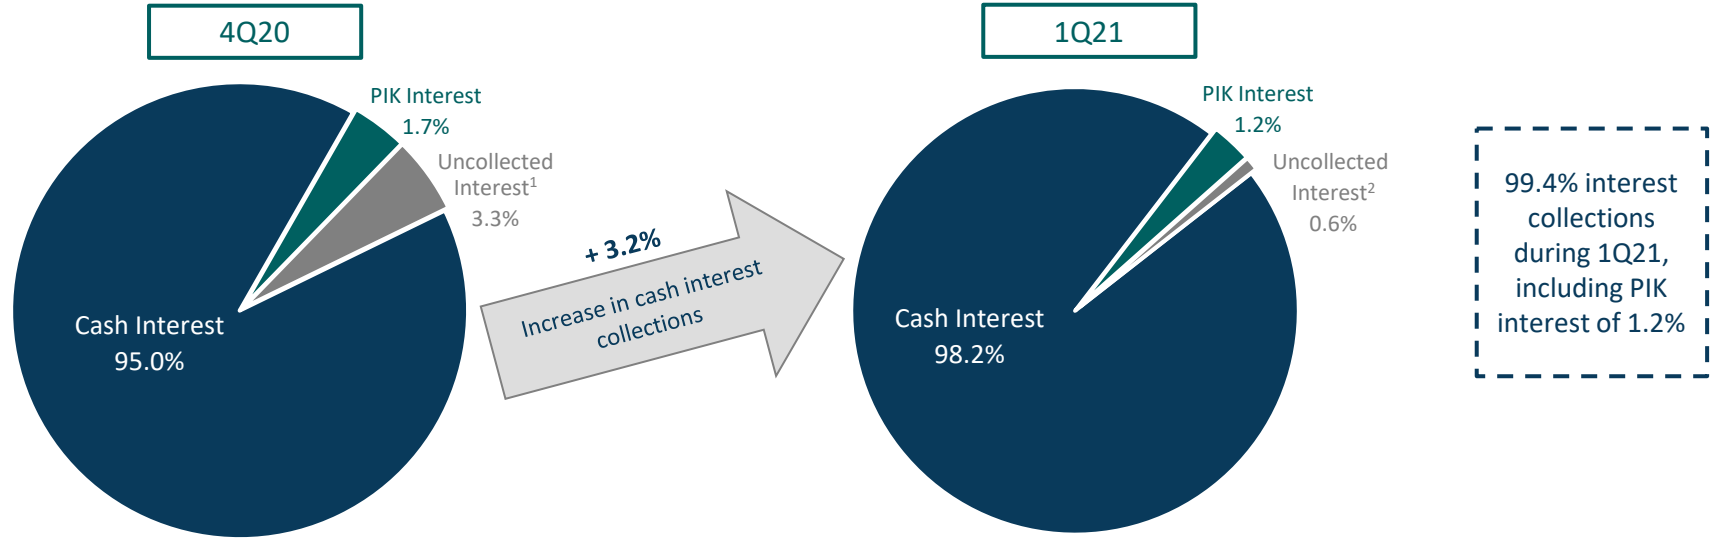 4Q20
PIK Interest
1.7%
Uncollected
Interest1
3.3%
Cash Interest
95.0%
+ 3.2%
Increase in cash interest
collections
1Q21
PIK Interest
1.2%
Uncollected
Interest2
0.6%
Cash Interest
98.2%
99.4% interest
collections
during 1Q21,
including PIK
interest of 1.2%